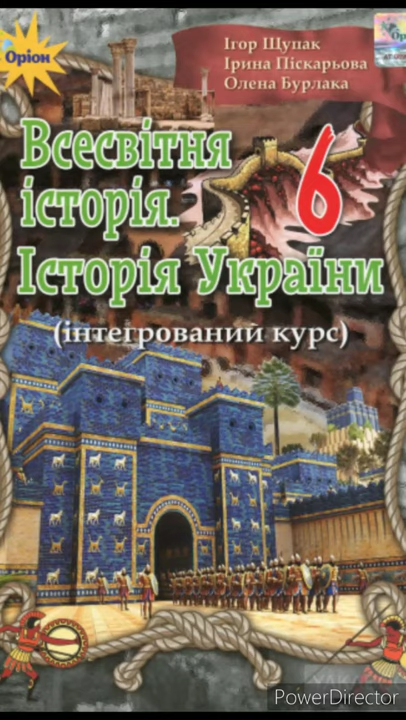 Оріон
Ігор Щупак
Ірина Піскарьова
Олена Бурлака
Всесвітня
історія.
6
Історія України
(інтегрований курс)
PowerDirector